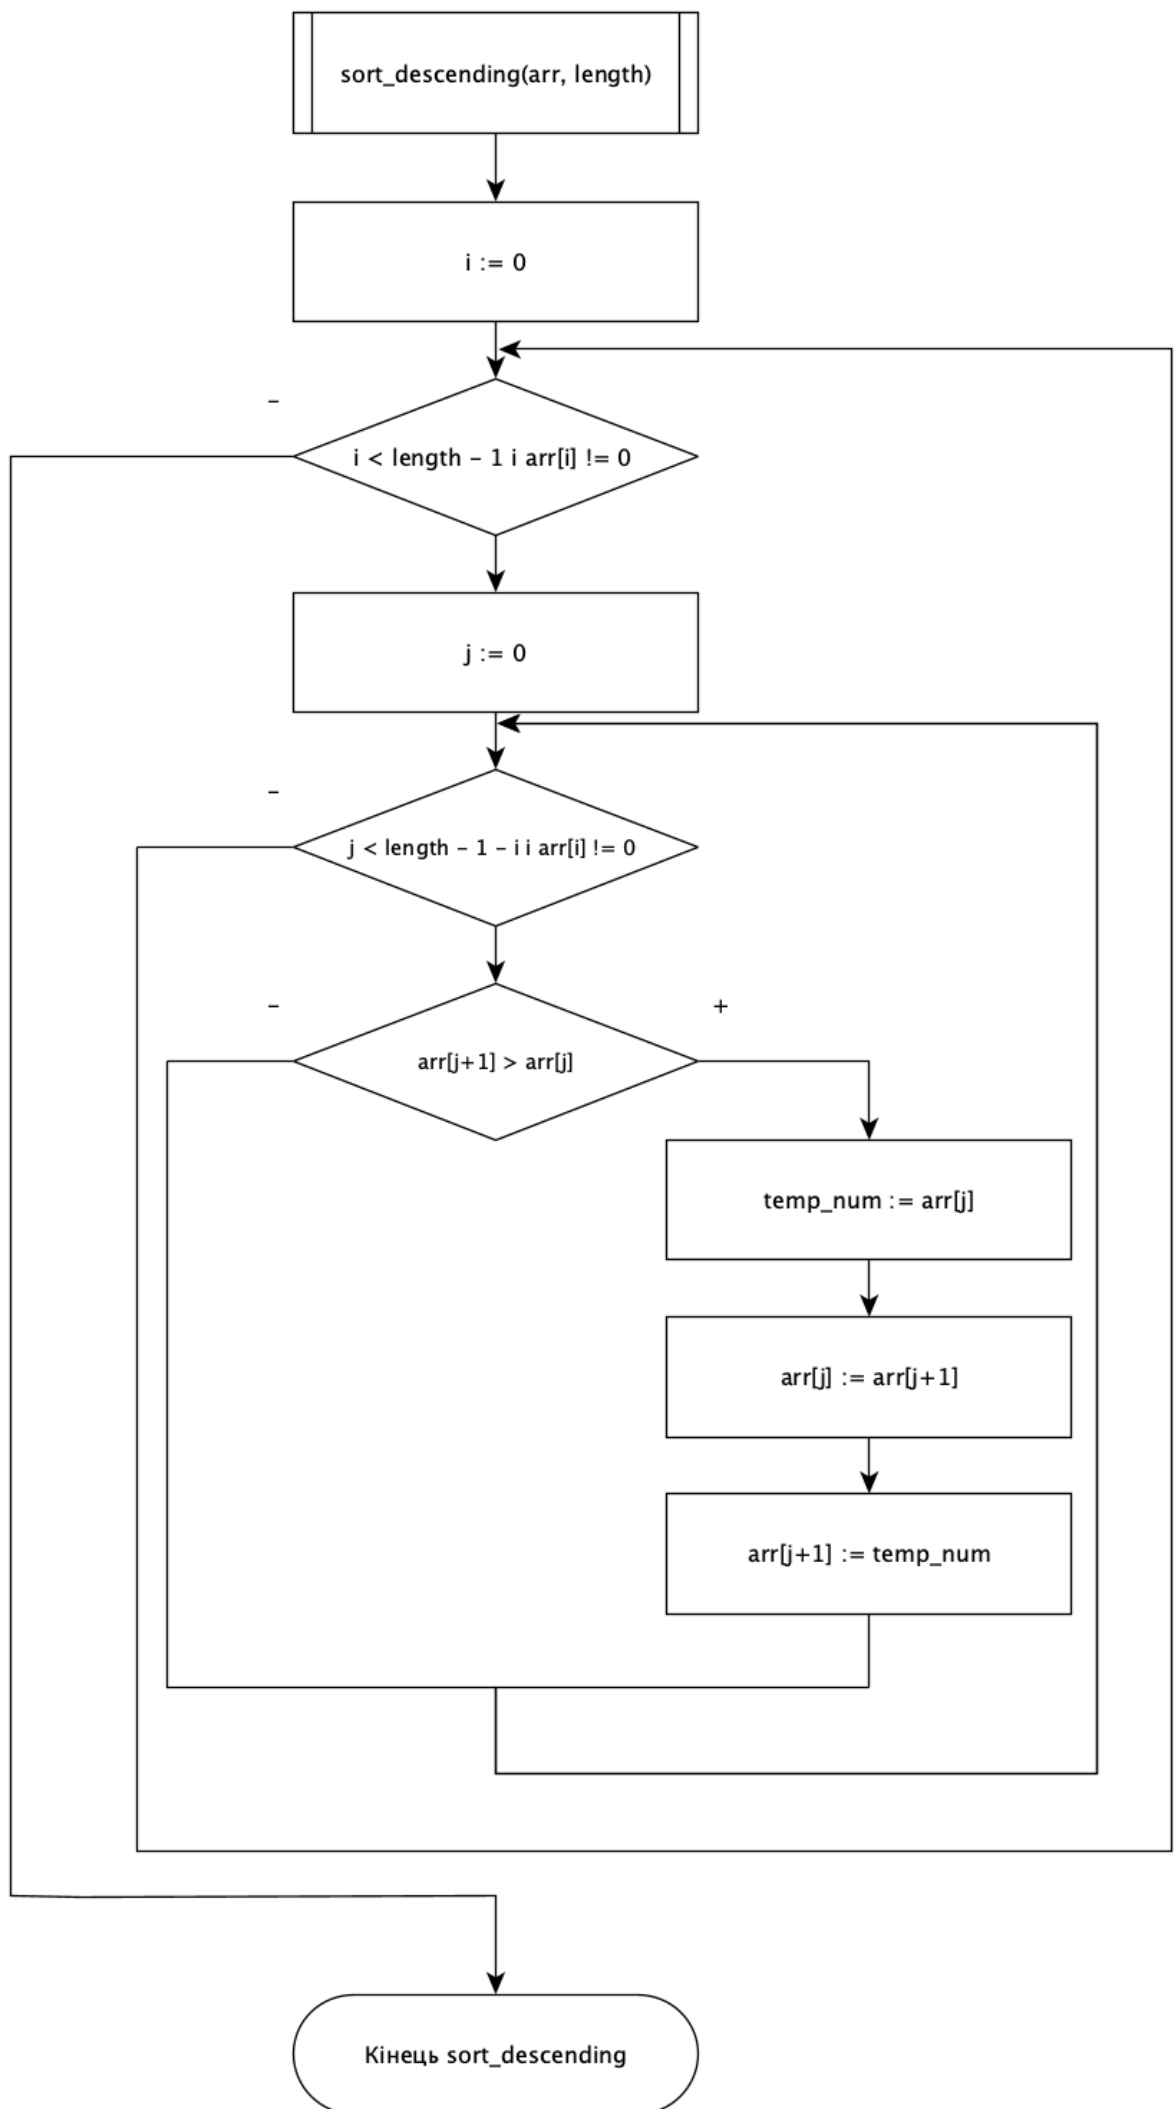 sort_descending(arr, length)
i := 0
–
i < length – 1 і arr[i] != 0
j := 0
–
j < length – 1 – i і arr[i] != 0
–
+
arr[j+1] > arr[j]
temp_num := arr[j]
arr[j] := arr[j+1]
arr[j+1] := temp_num
Кінець sort_descending